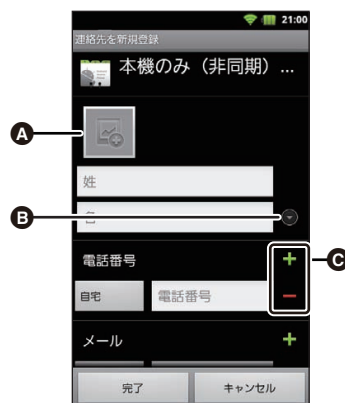 21:00
連絡先を新規登録
本機のみ（非同期）...
A
姓
B
名
C
電話番号
自宅 電話番号
メール
完了 キャンセル